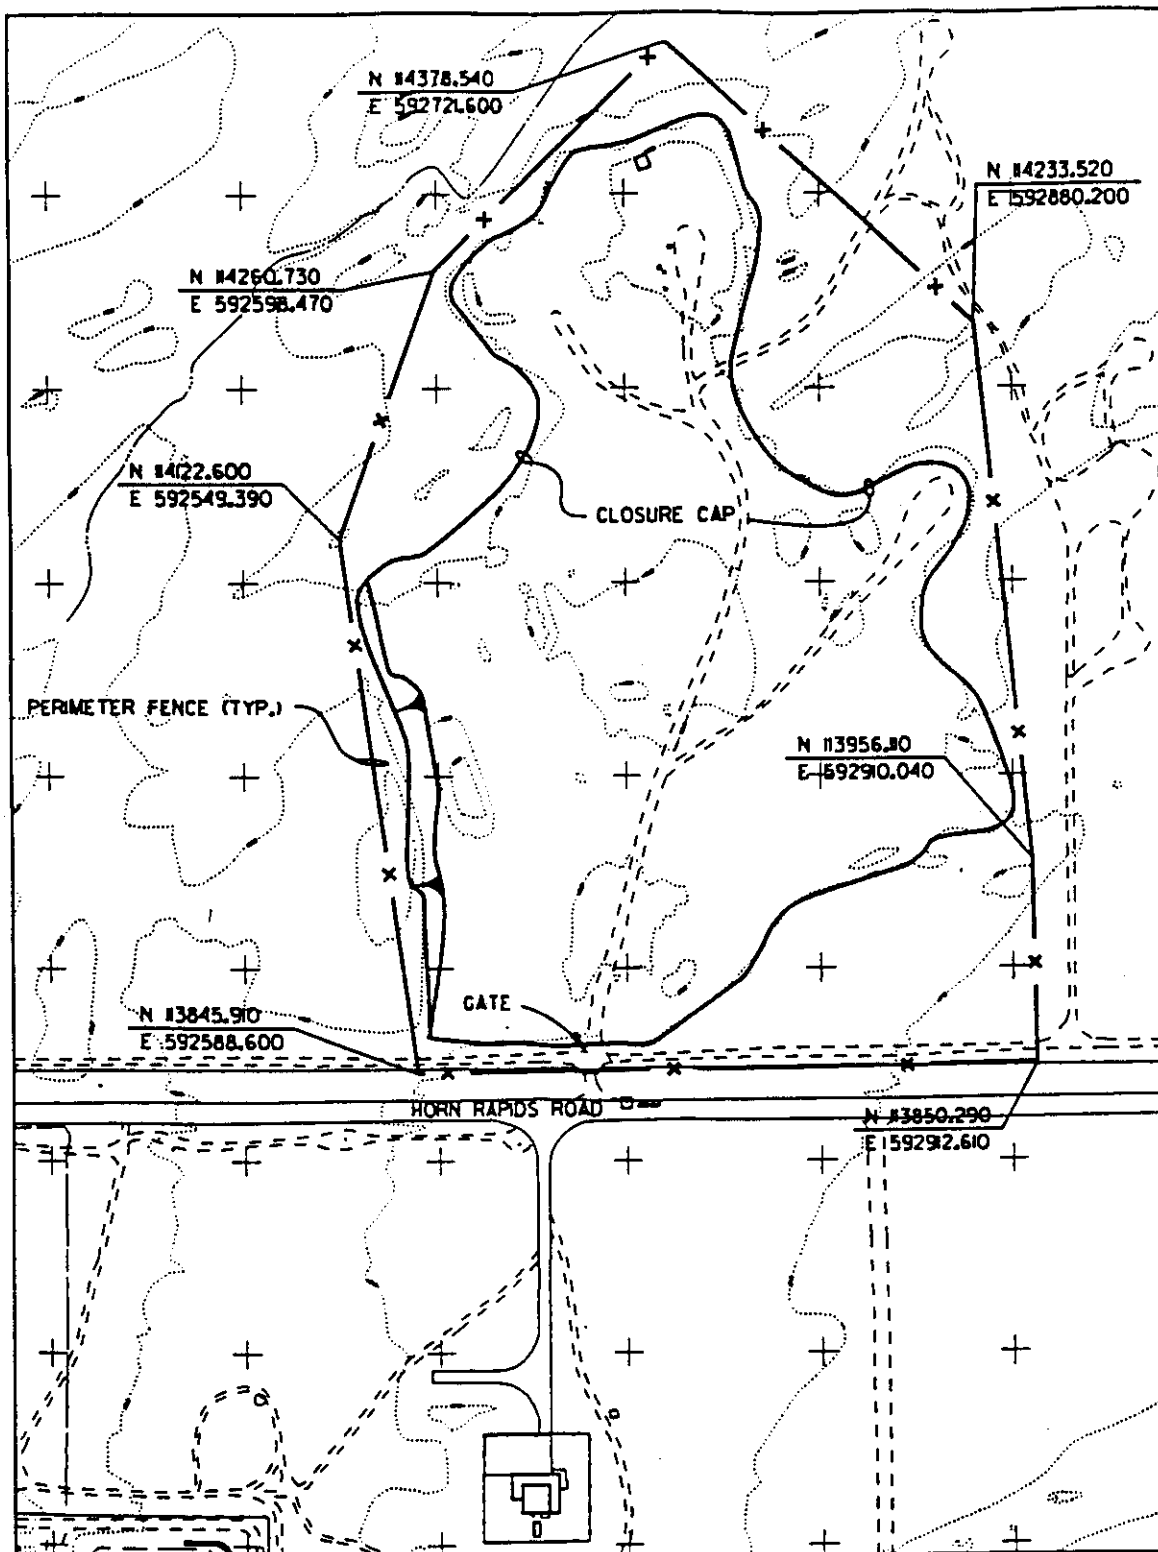 N 114378.540
E 592721.600
N 114233.520
E 592880.200
N 114260.730
E 592598.470
N 114122.600
E 592549.390
CLOSURE CAP
PERIMETER FENCE (TYP.)
N 113956.110
E 592910.040
GATE
N 113845.910
E 592588.600
HORN RAPIDS ROAD
N 113850.290
E 592912.610